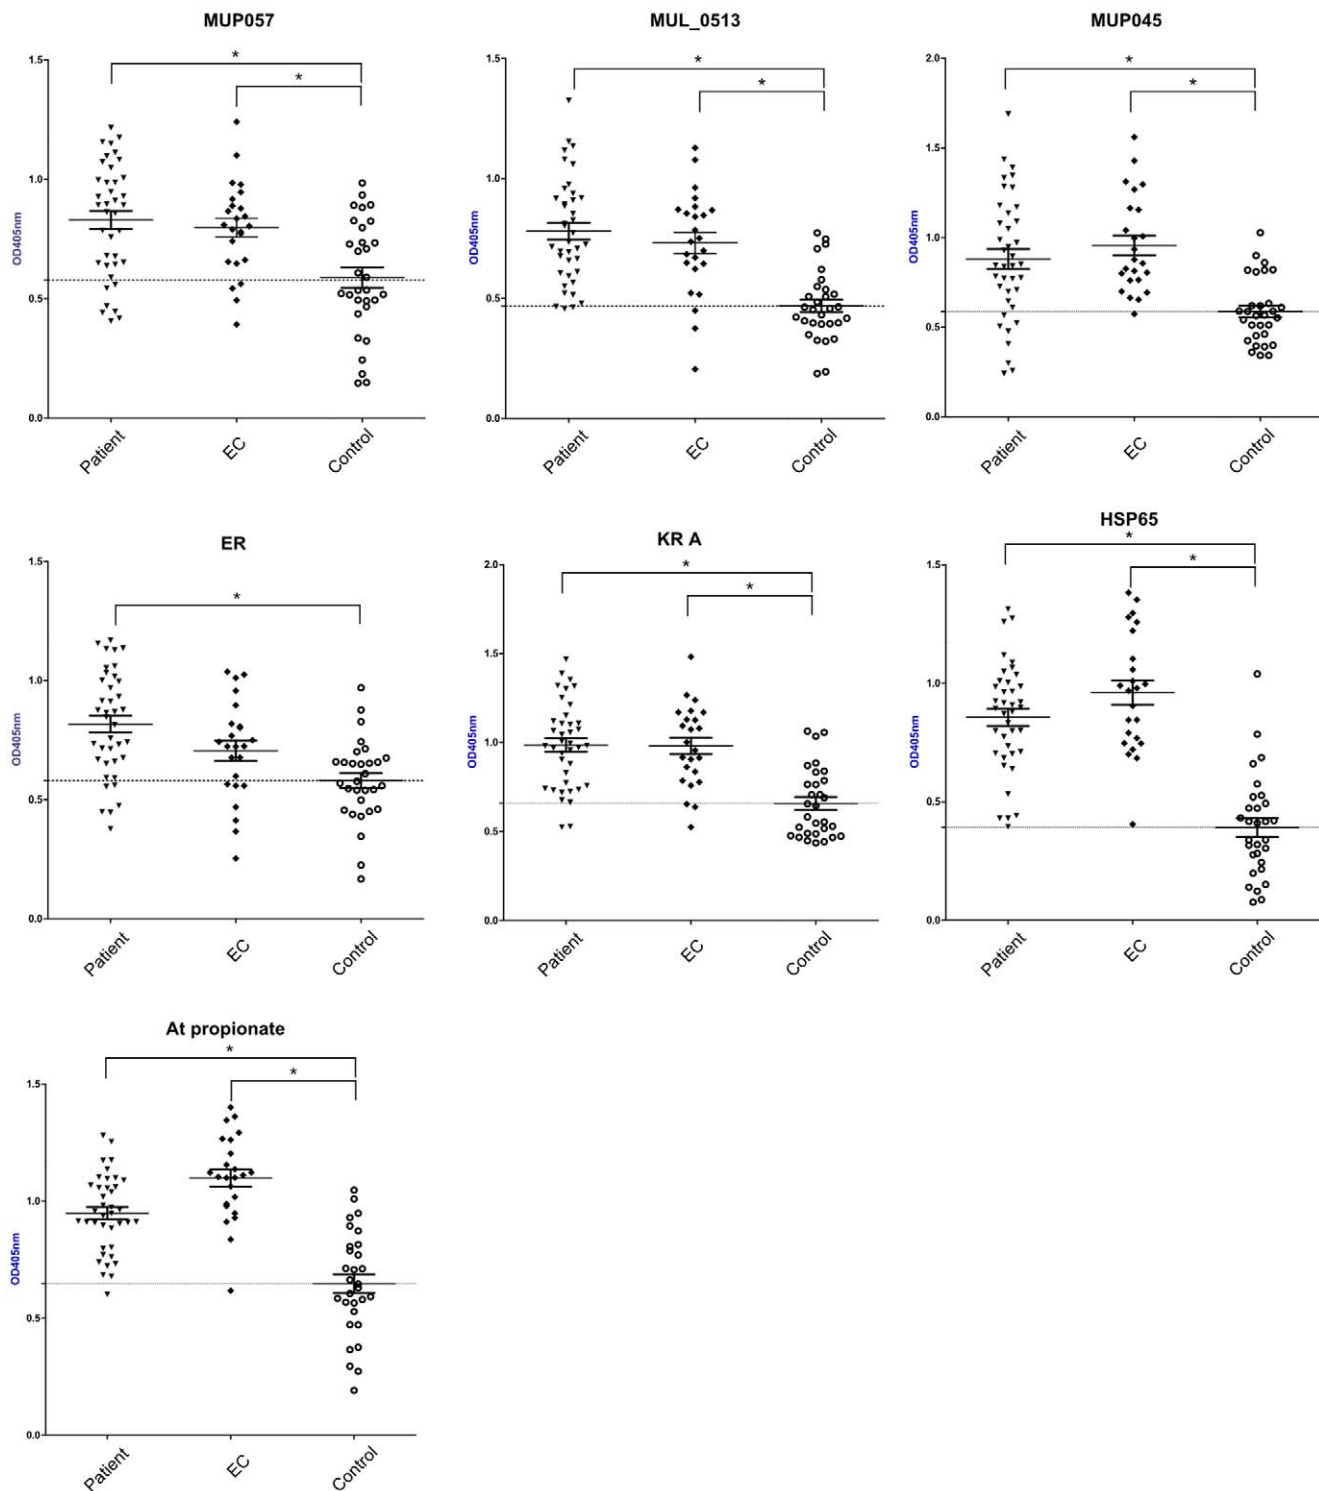 MUP057
MUL_0513
MUP045
1.5
1.0
0.5
0.0
OD405nm
*
*
Patient
EC
Control
1.5
1.0
0.5
0.0
OD405nm
*
*
Patient
EC
Control
2.0
1.5
1.0
0.5
0.0
OD405nm
*
*
Patient
EC
Control
ER
KR A
HSP65
1.5
1.0
0.5
0.0
OD405nm
*
Patient
EC
Control
2.0
1.5
1.0
0.5
0.0
OD405nm
*
*
Patient
EC
Control
1.5
1.0
0.5
0.0
OD405nm
*
*
Patient
EC
Control
At propionate
1.5
1.0
0.5
0.0
OD405nm
*
*
Patient
EC
Control